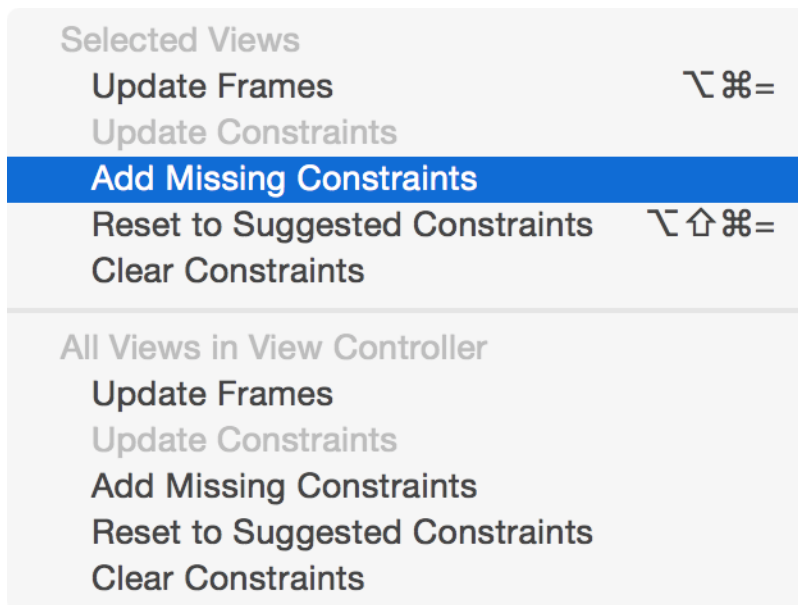 Selected Views
Update Frames ⌥⌘=
Update Constraints
Add Missing Constraints
Reset to Suggested Constraints ⌥⇧⌘=
Clear Constraints
All Views in View Controller
Update Frames
Update Constraints
Add Missing Constraints
Reset to Suggested Constraints
Clear Constraints